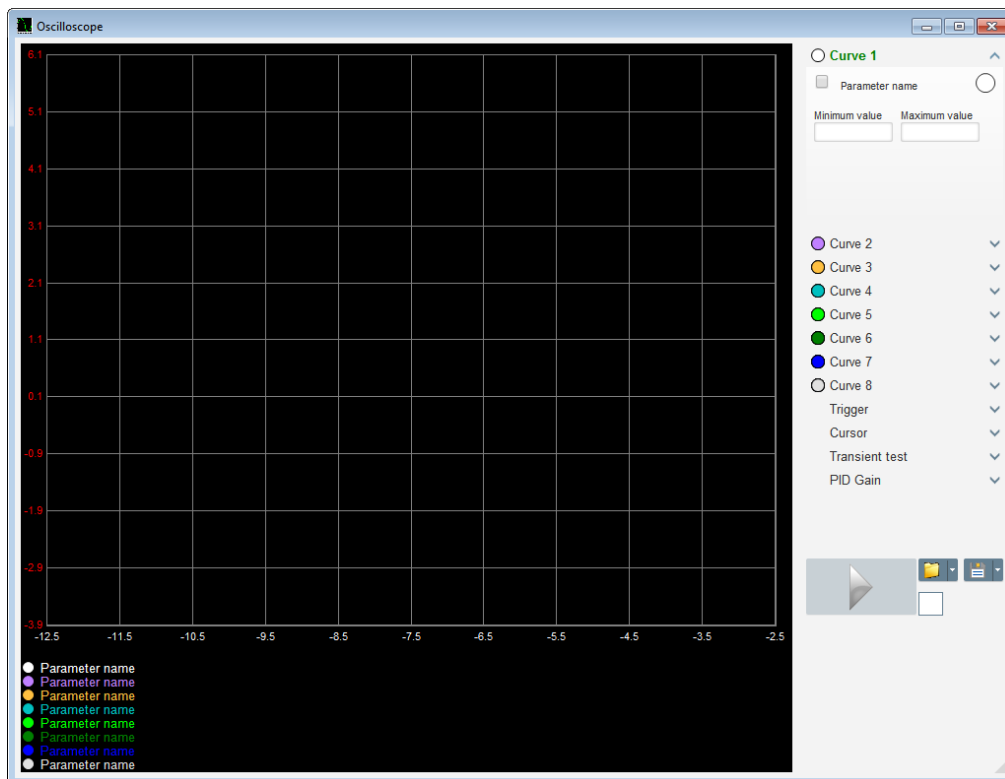 Oscilloscope
6.1
5.1
4.1
3.1
2.1
1.1
0.1
-0.9
-1.9
-2.9
-3.9
-12.5 -11.5 -10.5 -9.5 -8.5 -7.5 -6.5 -5.5 -4.5 -3.5 -2.5
Parameter name
Parameter name
Parameter name
Parameter name
Parameter name
Parameter name
Parameter name
Parameter name
Curve 1
Parameter name
Minimum value Maximum value
Curve 2
Curve 3
Curve 4
Curve 5
Curve 6
Curve 7
Curve 8
Trigger
Cursor
Transient test
PID Gain